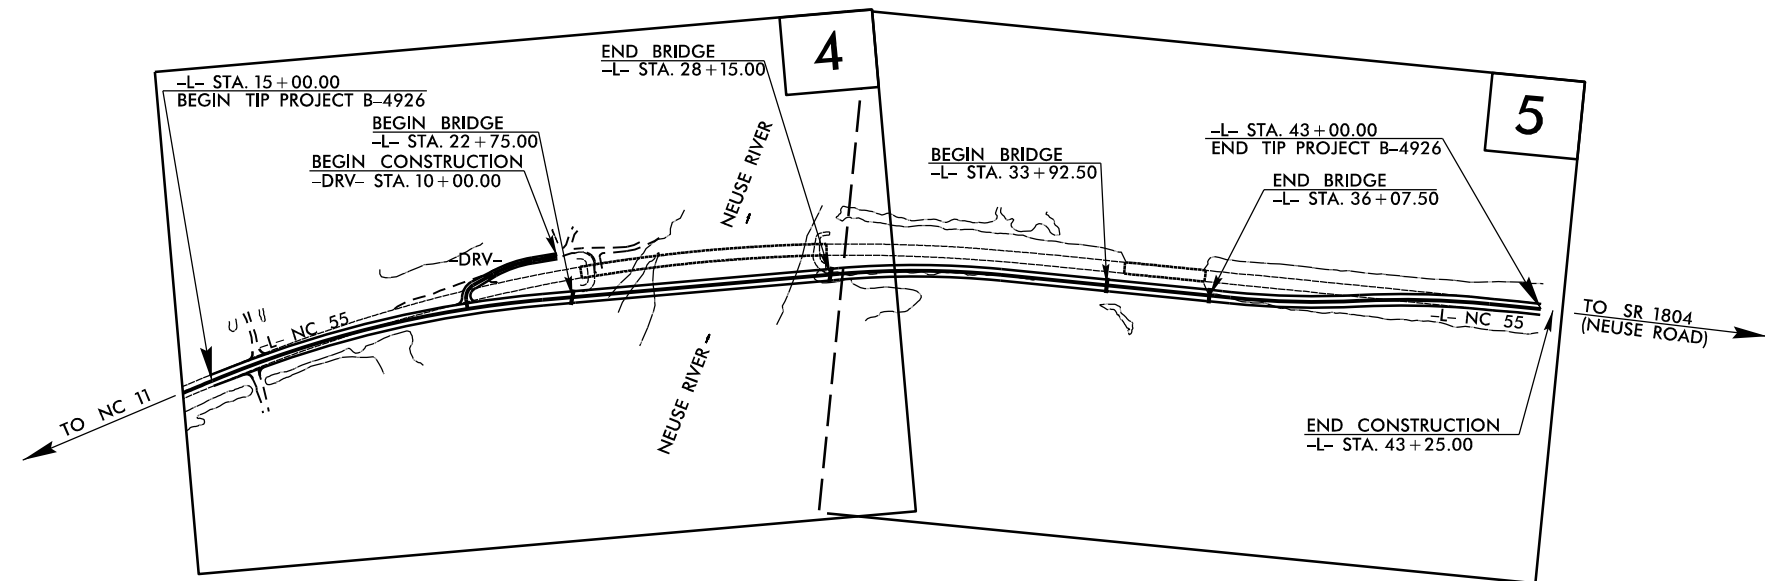 -L- STA. 15+00.00
BEGIN TIP PROJECT B-4926
BEGIN BRIDGE
-L- STA. 22+75.00
BEGIN CONSTRUCTION
-DRV- STA. 10+00.00
END BRIDGE
-L- STA. 28+15.00
4
NEUSE RIVER
-DRV-
-L- NC 55
TO NC 11
NEUSE RIVER
5
BEGIN BRIDGE
-L- STA. 33+92.50
-L- STA. 43+00.00
END TIP PROJECT B-4926
END BRIDGE
-L- STA. 36+07.50
-L- NC 55
TO SR 1804
(NEUSE ROAD)
END CONSTRUCTION
-L- STA. 43+25.00